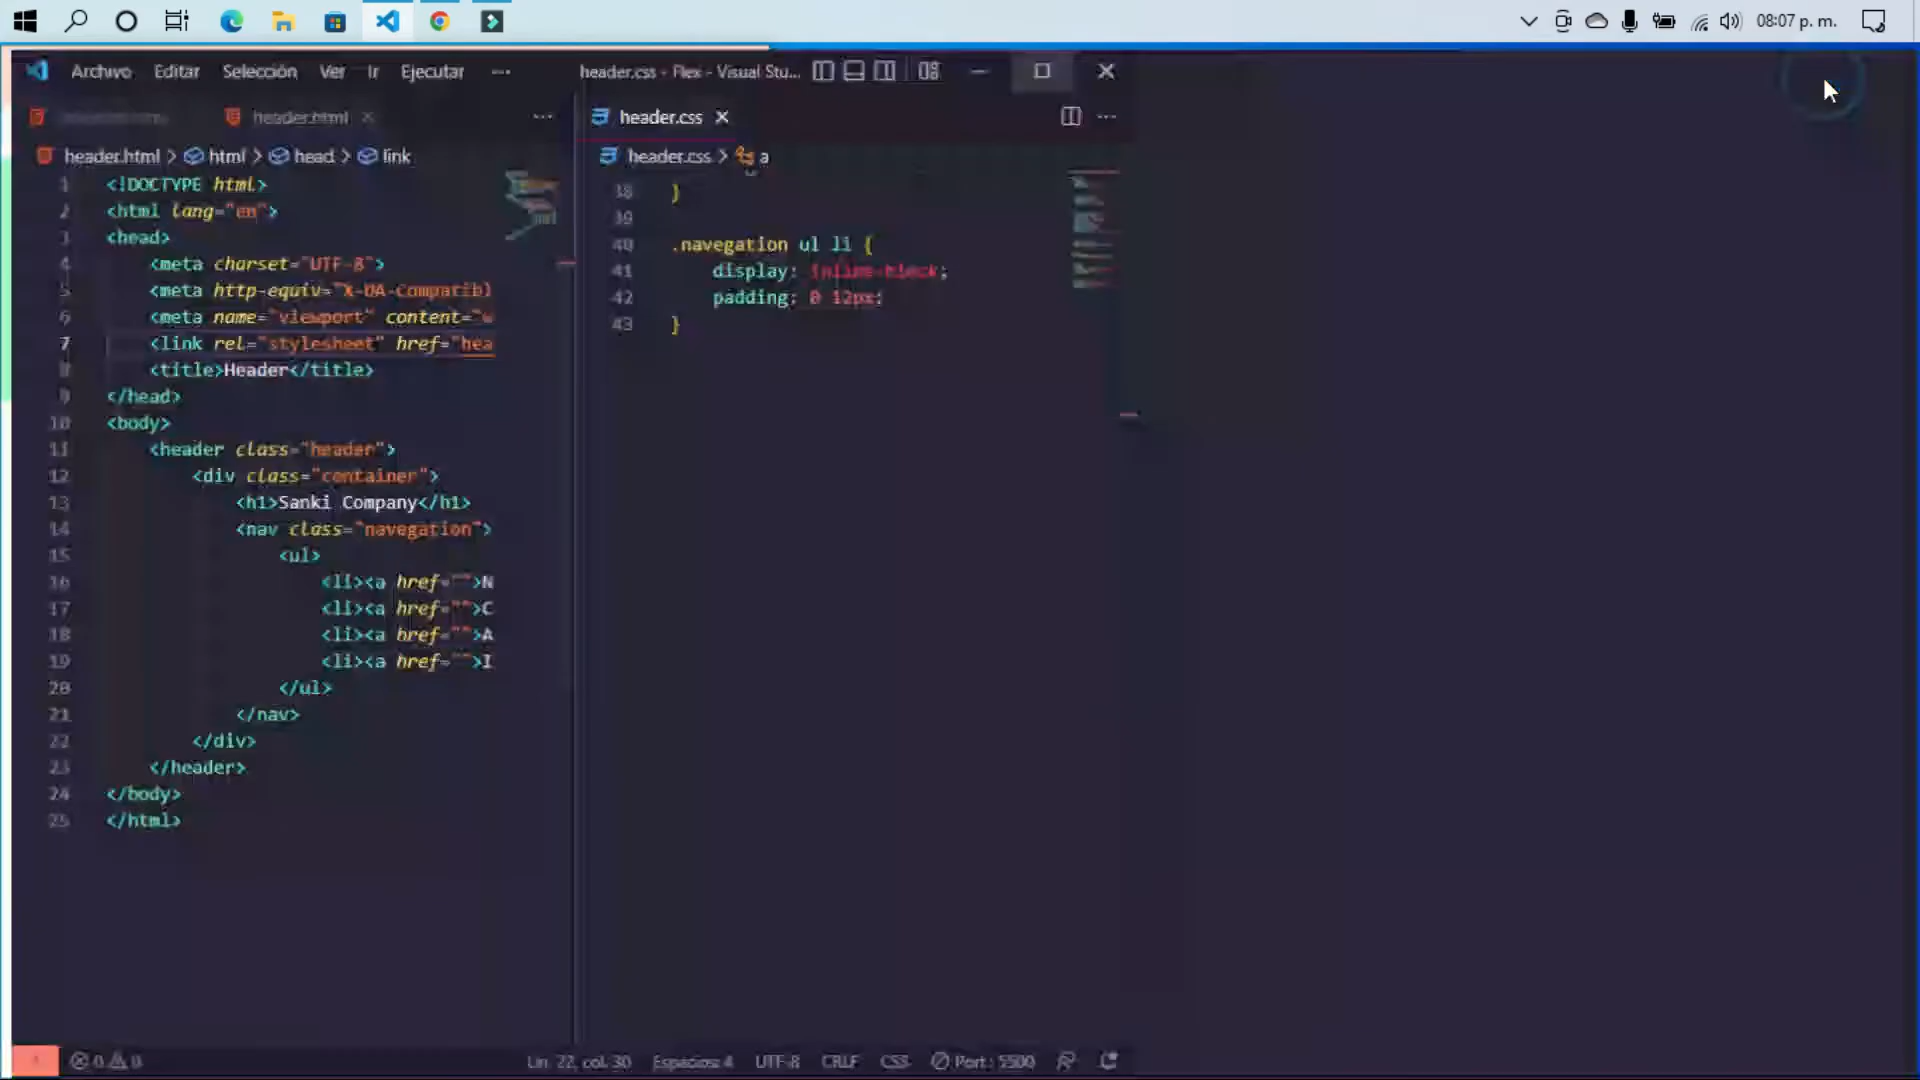 08:07 p. m.
Archivo Editar Selección Ver Ir Ejecutar ···
header.css - Flex - Visual Stu...
header.html
header.css
header.html > html > head > link
header.css > a
1 <!DOCTYPE html>
2 <html lang="en">
3 <head>
4 <meta charset="UTF-8">
5 <meta http-equiv="X-UA-Compatibl
6 <meta name="viewport" content="w
7 <link rel="stylesheet" href="hea
8 <title>Header</title>
9 </head>
10 <body>
11 <header class="header">
12 <div class="container">
13 <h1>Sanki Company</h1>
14 <nav class="navegation">
15 <ul>
16 <li><a href="">N
17 <li><a href="">C
18 <li><a href="">A
19 <li><a href="">I
20 </ul>
21 </nav>
22 </div>
23 </header>
24 </body>
25 </html>
38 }
39
40 .navegation ul li {
41 display: inline-block;
42 padding: 0 12px;
43 }
0 0
Lín. 22, col. 30 Espacios: 4 UTF-8 CRLF CSS Port : 5500